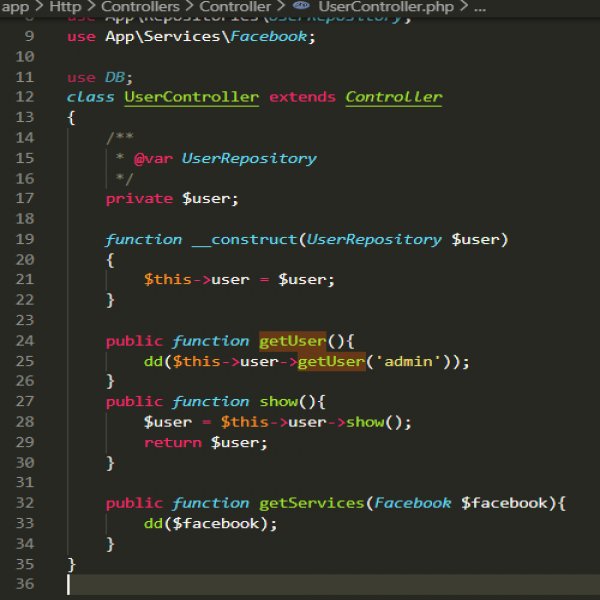 app > Http > Controllers > Controller > UserController.php > ...
8 use App\Repositories\UserRepository;
9 use App\Services\Facebook;
10
11 use DB;
12 class UserController extends Controller
13 {
14 /**
15 * @var UserRepository
16 */
17 private $user;
18
19 function __construct(UserRepository $user)
20 {
21 $this->user = $user;
22 }
23
24 public function getUser(){
25 dd($this->user->getUser('admin'));
26 }
27 public function show(){
28 $user = $this->user->show();
29 return $user;
30 }
31
32 public function getServices(Facebook $facebook){
33 dd($facebook);
34 }
35 }
36